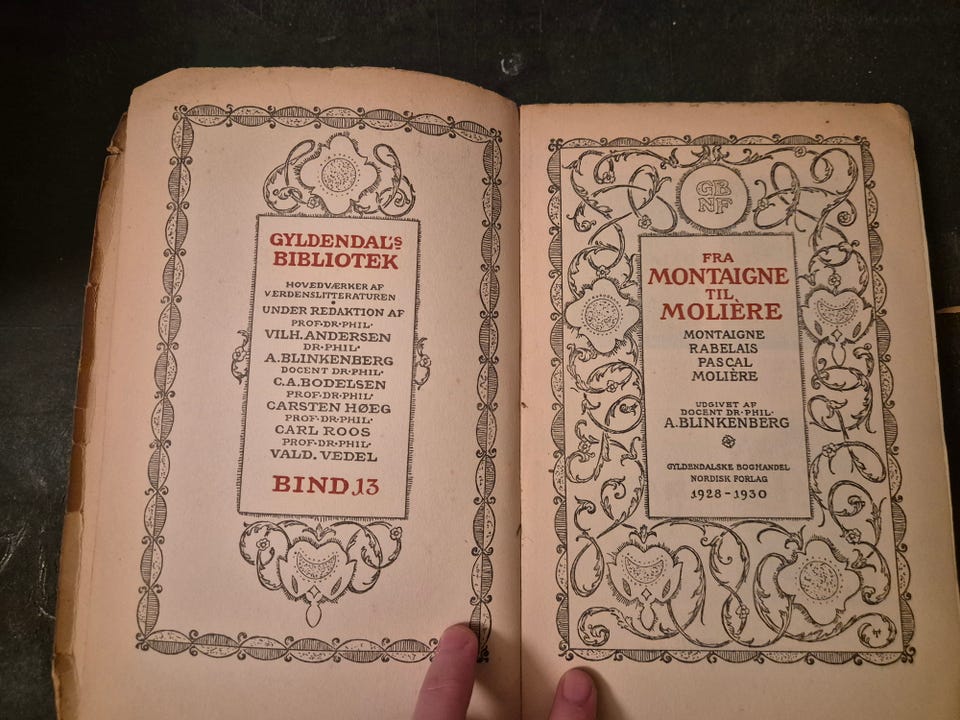 GYLDENDAL'S
BIBLIOTEK
HOVEDVÆRKER AF
VERDENSLITTERATUREN
UNDER REDAKTION AF
PROF·DR·PHIL·
VILH. ANDERSEN
DR·PHIL·
A. BLINKENBERG
DOCENT DR·PHIL·
C. A. BODELSEN
PROF·DR·PHIL·
CARSTEN HØEG
PROF·DR·PHIL·
CARL ROOS
PROF·DR·PHIL·
VALD. VEDEL
BIND 13
GB
NF
FRA
MONTAIGNE
TIL
MOLIÈRE
MONTAIGNE
RABELAIS
PASCAL
MOLIÈRE
UDGIVET AF
DOCENT DR·PHIL·
A. BLINKENBERG
GYLDENDALSKE BOGHANDEL
NORDISK FORLAG
1928-1930